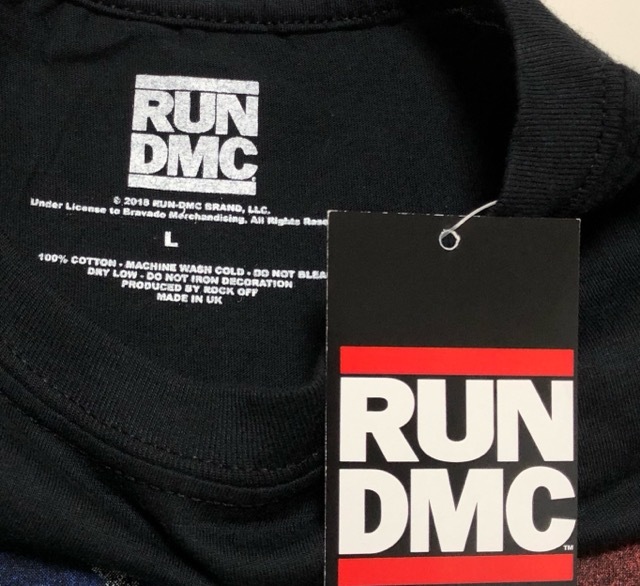 RUN
DMC
© 2018 RUN-DMC BRAND, LLC.
Under License to Bravado Merchandising. All Rights
L
100% COTTON - MACHINE WASH COLD - DO NOT
DRY LOW - DO NOT IRON DECORATION
PRODUCED BY ROCK OFF
MADE IN UK
RUN
DMC
TM